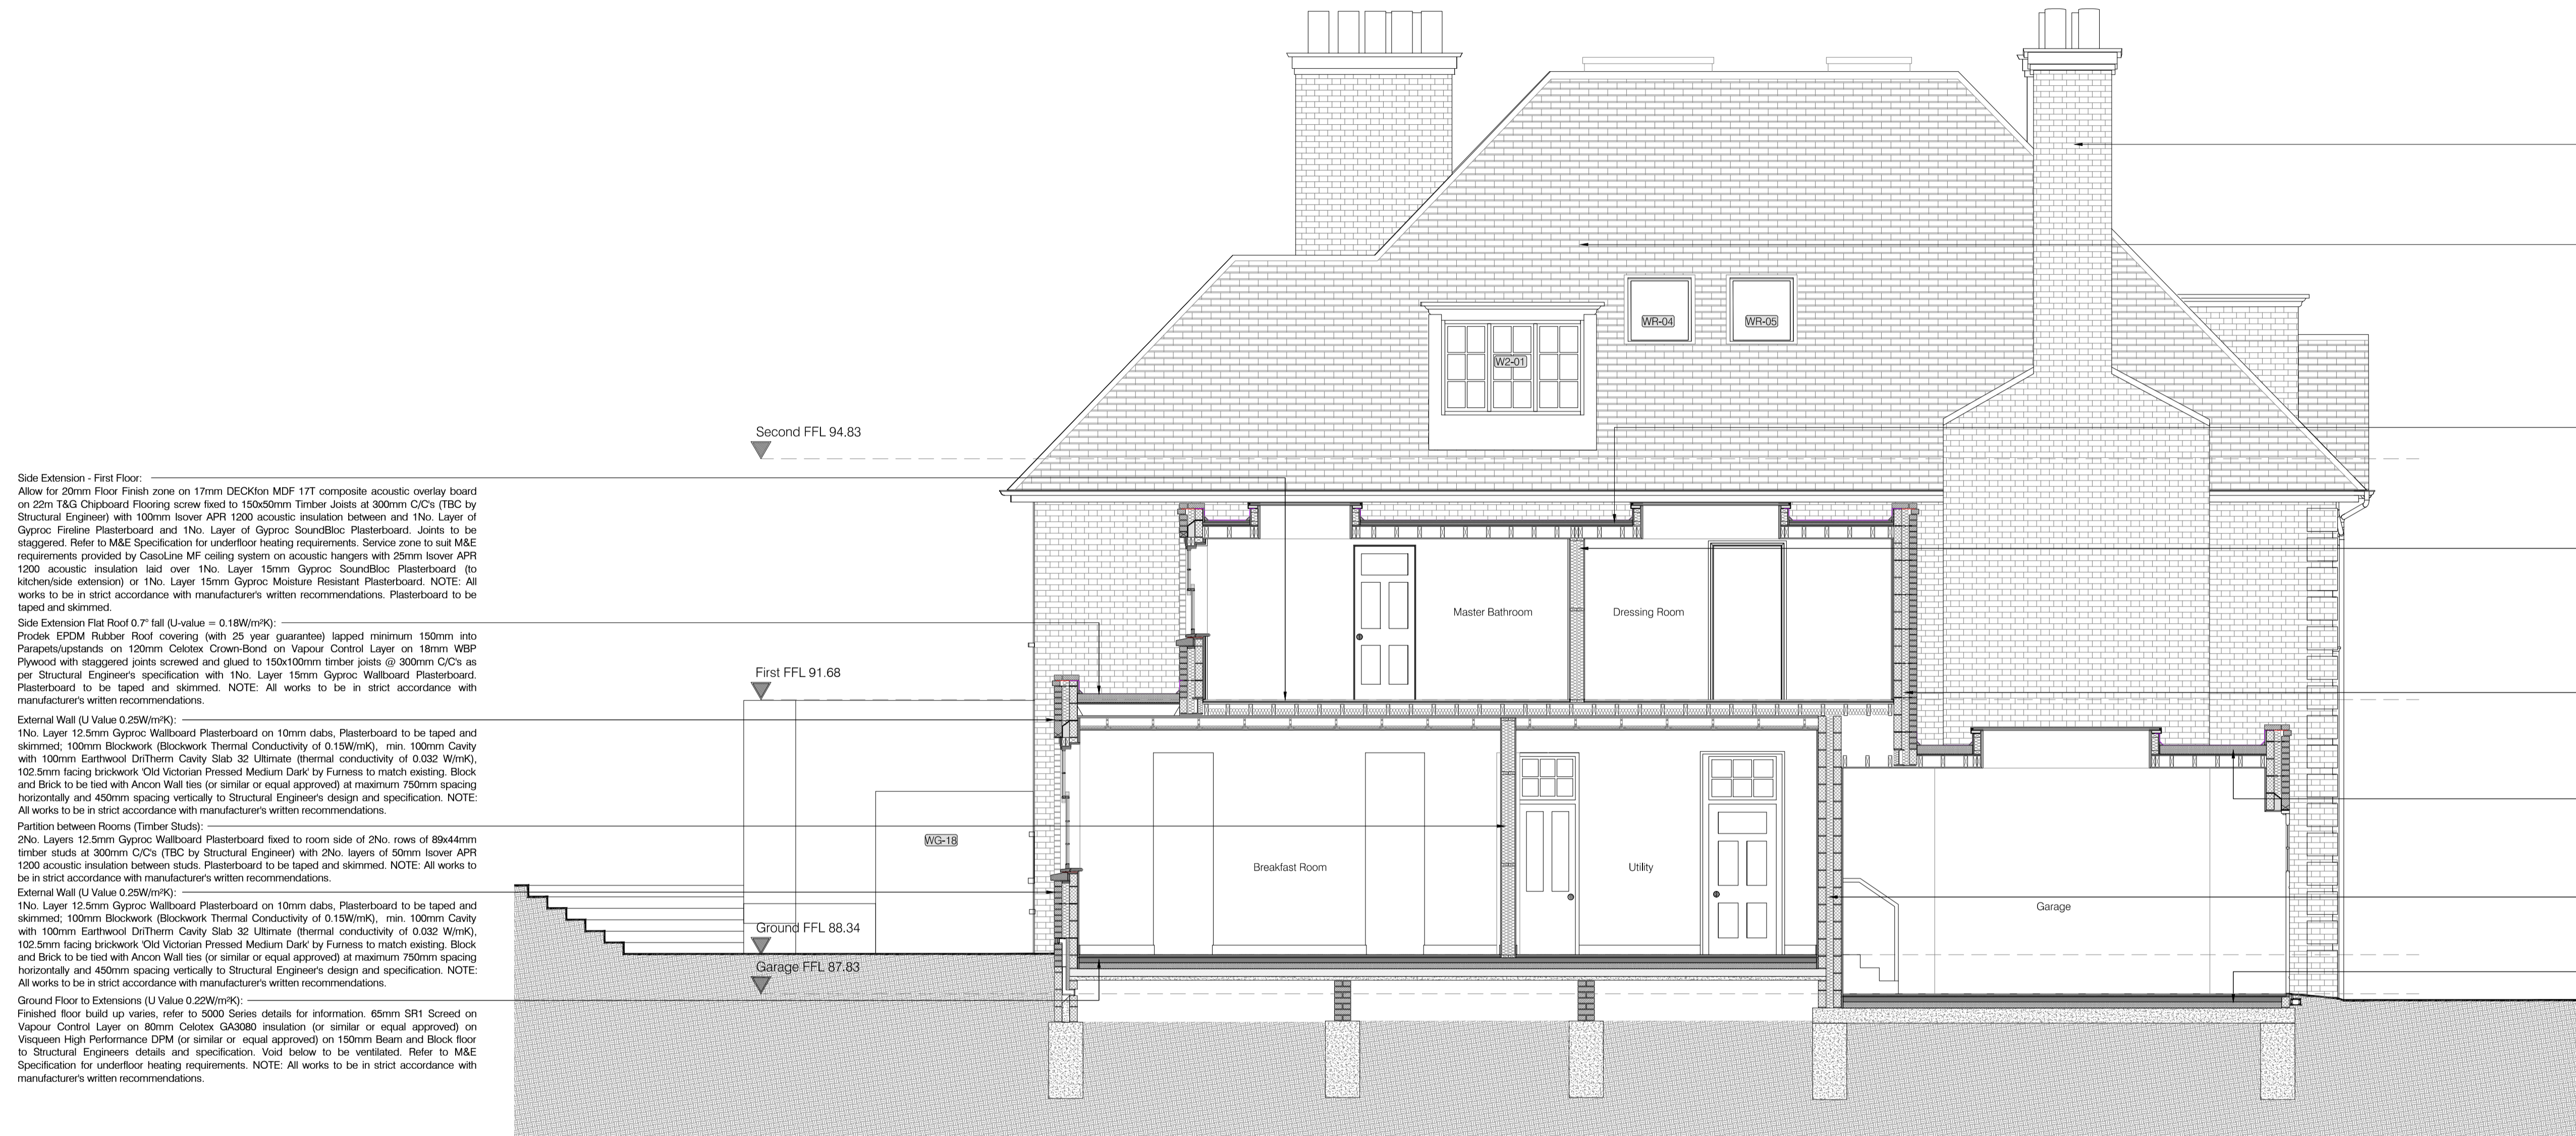 Side Extension - First Floor:
Allow for 20mm Floor Finish zone on 17mm DECKfon MDF 17T composite acoustic overlay board
on 22m T&G Chipboard Flooring screw fixed to 150x50mm Timber Joists at 300mm C/C's (TBC by
Structural Engineer) with 100mm Isover APR 1200 acoustic insulation between and 1No. Layer of
Gyproc Fireline Plasterboard and 1No. Layer of Gyproc SoundBloc Plasterboard. Joints to be
staggered. Refer to M&E Specification for underfloor heating requirements. Service zone to suit M&E
requirements provided by CasoLine MF ceiling system on acoustic hangers with 25mm Isover APR
1200 acoustic insulation laid over 1No. Layer 15mm Gyproc SoundBloc Plasterboard (to
kitchen/side extension) or 1No. Layer 15mm Gyproc Moisture Resistant Plasterboard. NOTE: All
works to be in strict accordance with manufacturer's written recommendations. Plasterboard to be
taped and skimmed.
Side Extension Flat Roof 0.7° fall (U-value = 0.18W/m²K):
Prodek EPDM Rubber Roof covering (with 25 year guarantee) lapped minimum 150mm into
Parapets/upstands on 120mm Celotex Crown-Bond on Vapour Control Layer on 18mm WBP
Plywood with staggered joints screwed and glued to 150x100mm timber joists @ 300mm C/C's as
per Structural Engineer's specification with 1No. Layer 15mm Gyproc Wallboard Plasterboard.
Plasterboard to be taped and skimmed. NOTE: All works to be in strict accordance with
manufacturer's written recommendations.
External Wall (U Value 0.25W/m²K):
1No. Layer 12.5mm Gyproc Wallboard Plasterboard on 10mm dabs, Plasterboard to be taped and
skimmed; 100mm Blockwork (Blockwork Thermal Conductivity of 0.15W/mK), min. 100mm Cavity
with 100mm Earthwool DriTherm Cavity Slab 32 Ultimate (thermal conductivity of 0.032 W/mK),
102.5mm facing brickwork 'Old Victorian Pressed Medium Dark' by Furness to match existing. Block
and Brick to be tied with Ancon Wall ties (or similar or equal approved) at maximum 750mm spacing
horizontally and 450mm spacing vertically to Structural Engineer's design and specification. NOTE:
All works to be in strict accordance with manufacturer's written recommendations.
Partition between Rooms (Timber Studs):
2No. Layers 12.5mm Gyproc Wallboard Plasterboard fixed to room side of 2No. rows of 89x44mm
timber studs at 300mm C/C's (TBC by Structural Engineer) with 2No. layers of 50mm Isover APR
1200 acoustic insulation between studs. Plasterboard to be taped and skimmed. NOTE: All works to
be in strict accordance with manufacturer's written recommendations.
External Wall (U Value 0.25W/m²K):
1No. Layer 12.5mm Gyproc Wallboard Plasterboard on 10mm dabs, Plasterboard to be taped and
skimmed; 100mm Blockwork (Blockwork Thermal Conductivity of 0.15W/mK), min. 100mm Cavity
with 100mm Earthwool DriTherm Cavity Slab 32 Ultimate (thermal conductivity of 0.032 W/mK),
102.5mm facing brickwork 'Old Victorian Pressed Medium Dark' by Furness to match existing. Block
and Brick to be tied with Ancon Wall ties (or similar or equal approved) at maximum 750mm spacing
horizontally and 450mm spacing vertically to Structural Engineer's design and specification. NOTE:
All works to be in strict accordance with manufacturer's written recommendations.
Ground Floor to Extensions (U Value 0.22W/m²K):
Finished floor build up varies, refer to 5000 Series details for information. 65mm SR1 Screed on
Vapour Control Layer on 80mm Celotex GA3080 insulation (or similar or equal approved) on
Visqueen High Performance DPM (or similar or equal approved) on 150mm Beam and Block floor
to Structural Engineers details and specification. Void below to be ventilated. Refer to M&E
Specification for underfloor heating requirements. NOTE: All works to be in strict accordance with
manufacturer's written recommendations.
Second FFL 94.83
First FFL 91.68
Ground FFL 88.34
Garage FFL 87.83
WG-18
WR-04
WR-05
W2-01
Master Bathroom
Dressing Room
Breakfast Room
Utility
Garage